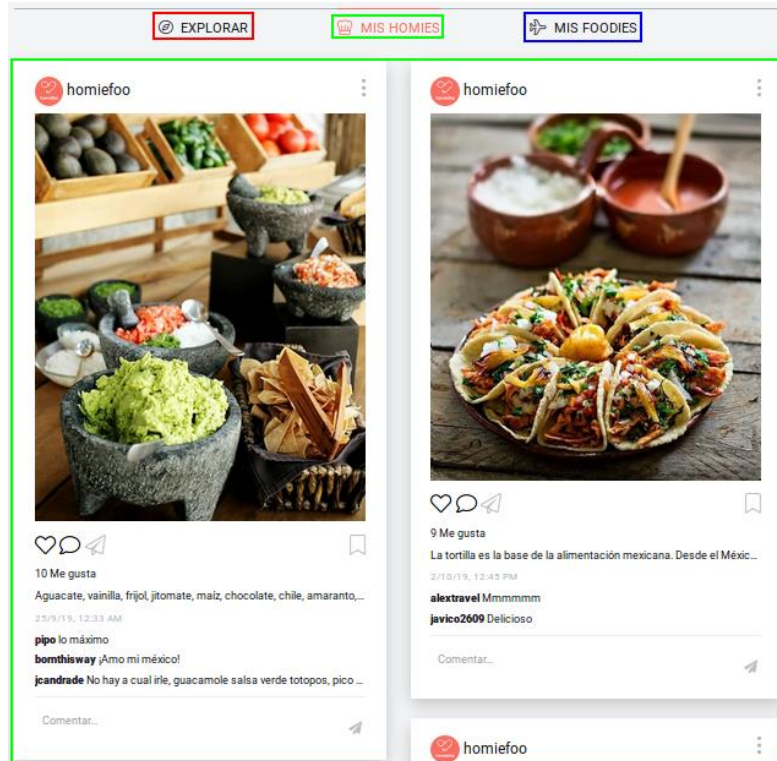 EXPLORAR
MIS HOMIES
MIS FOODIES
homiefoo
10 Me gusta
Aguacate, vainilla, frijol, jitomate, maíz, chocolate, chile, amaranto,...
25/9/19, 12:33 AM
pipo lo máximo
bornthisway ¡Amo mi méxico!
jcandrade No hay a cual irle, guacamole salsa verde totopos, pico ...
Comentar...
homiefoo
9 Me gusta
La tortilla es la base de la alimentación mexicana. Desde el Méxic...
2/10/19, 12:45 PM
alextravel Mmmmmm
javico2609 Delicioso
Comentar...
homiefoo